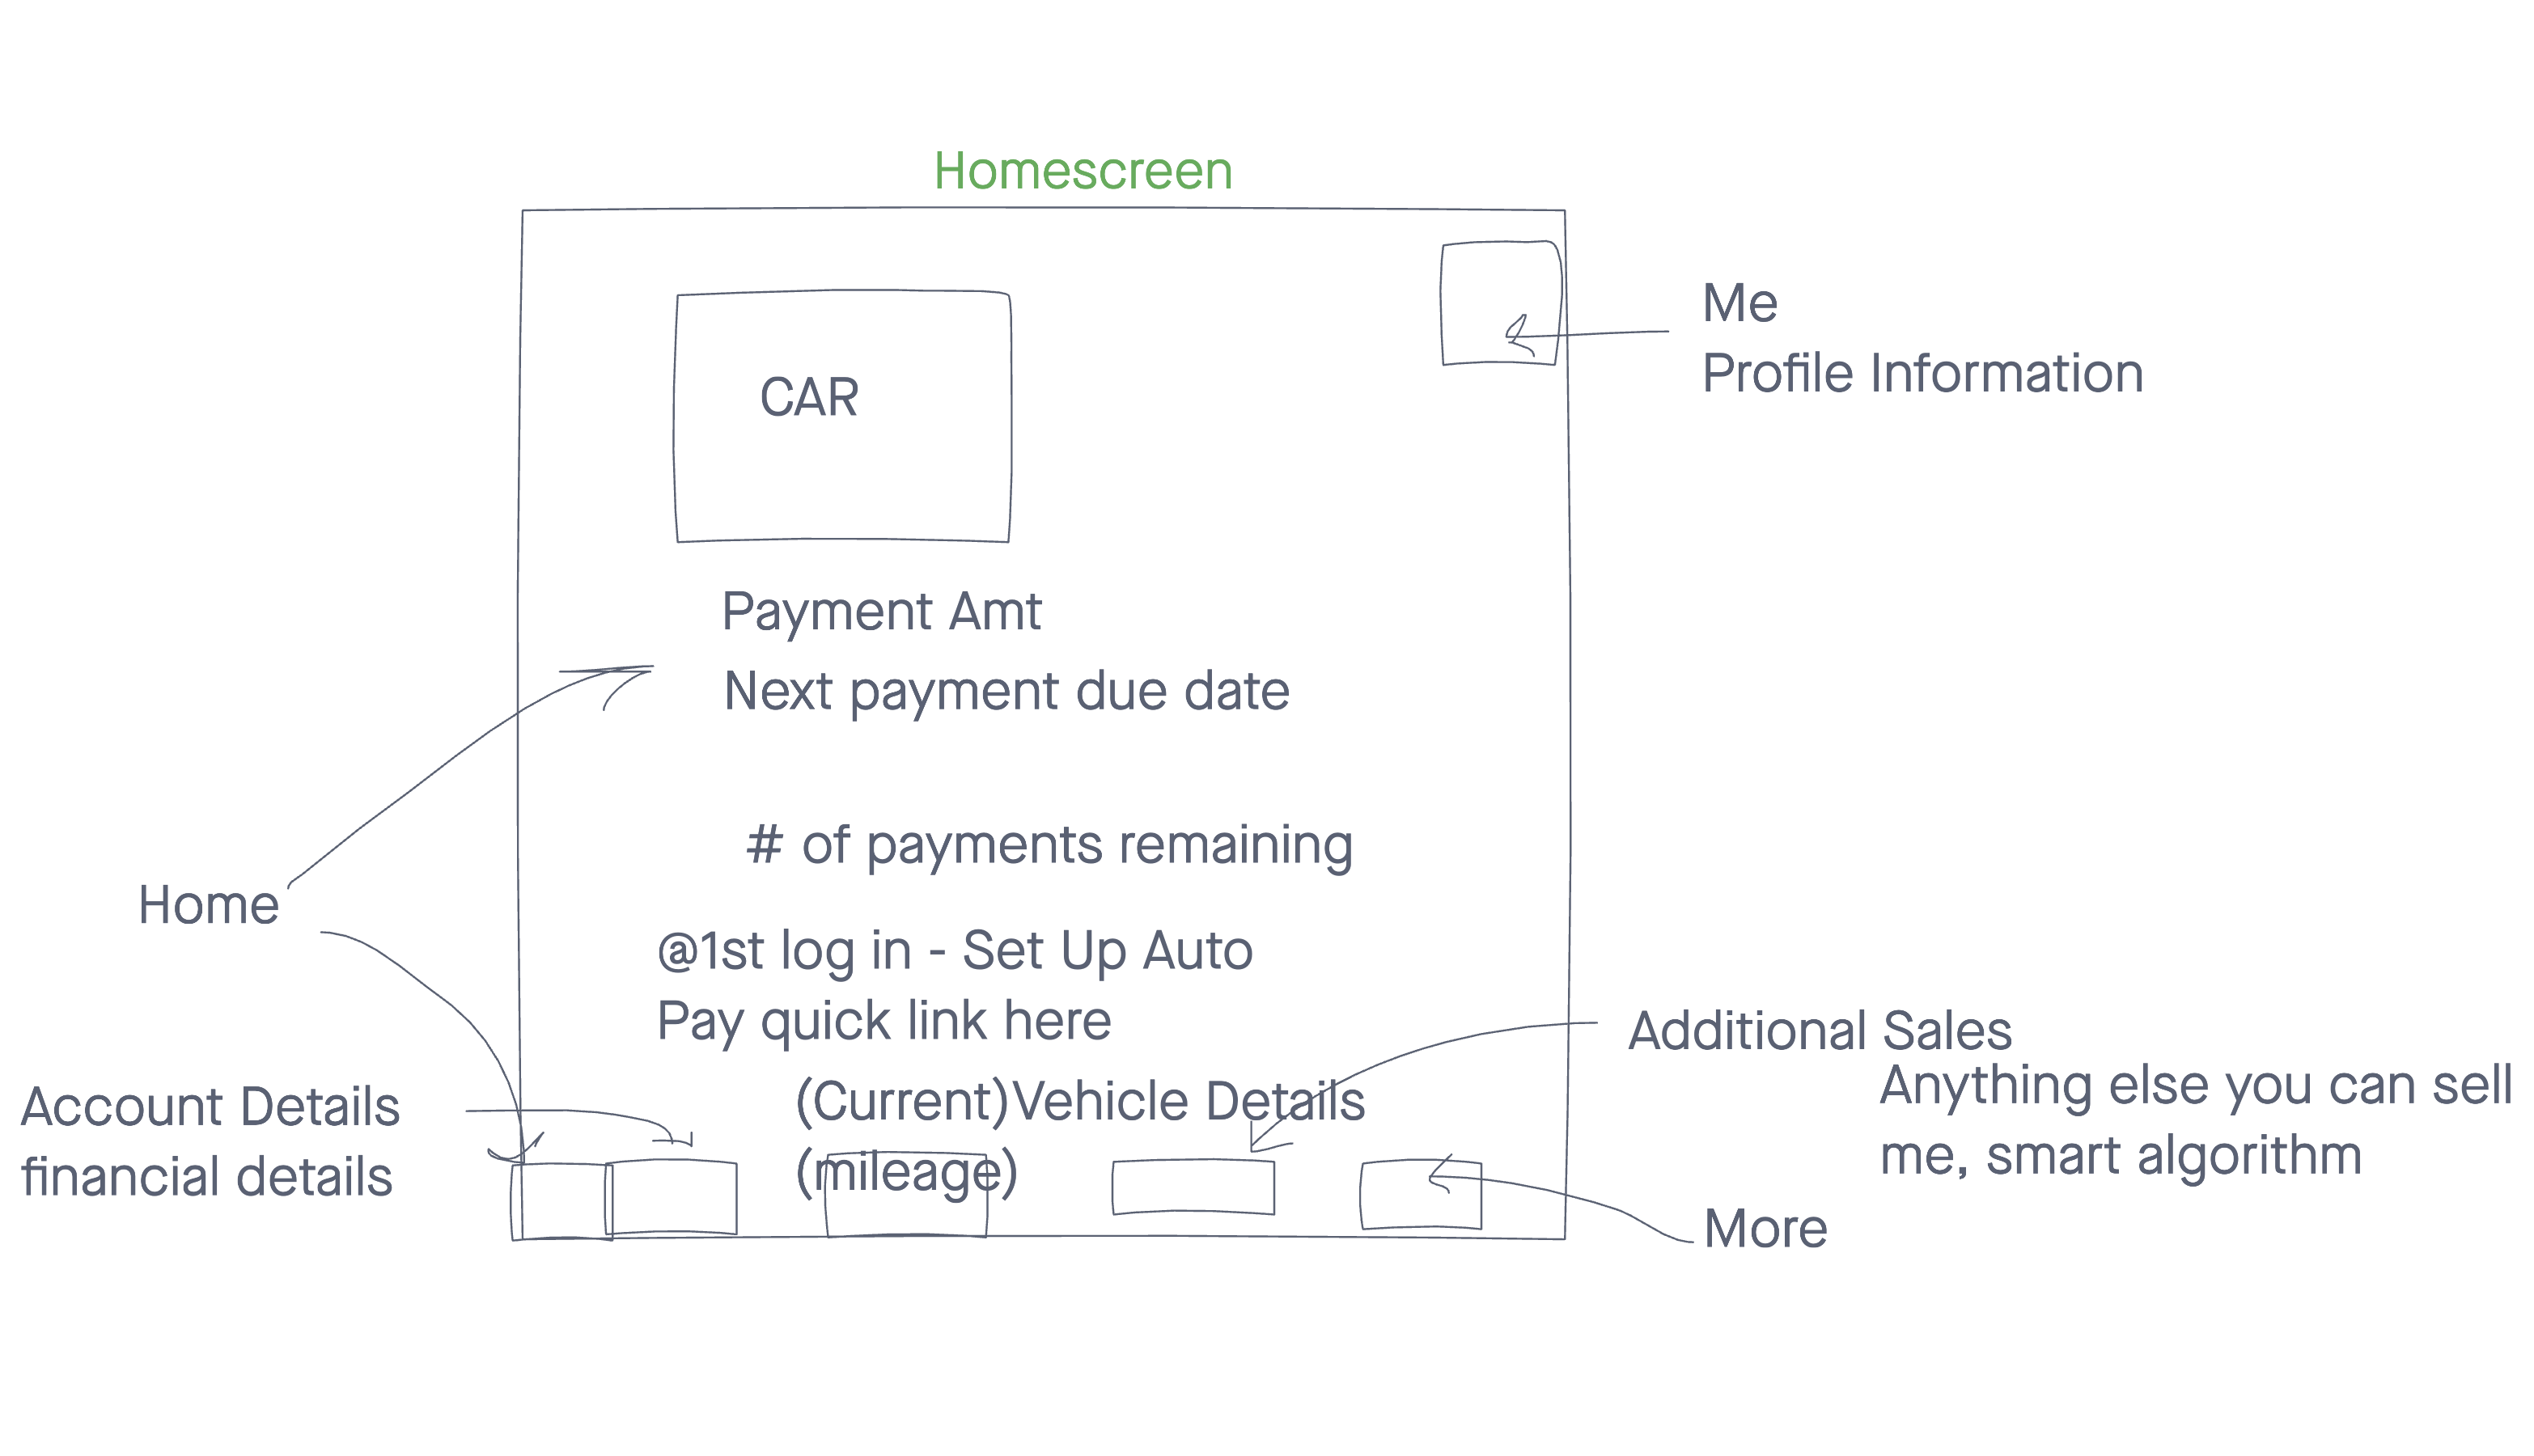 Homescreen
Me
Profile Information
CAR
Payment Amt
Next payment due date
# of payments remaining
Home
@1st log in - Set Up Auto
Pay quick link here
Additional Sales
Anything else you can sell
me, smart algorithm
(Current)Vehicle Details
(mileage)
Account Details
financial details
More